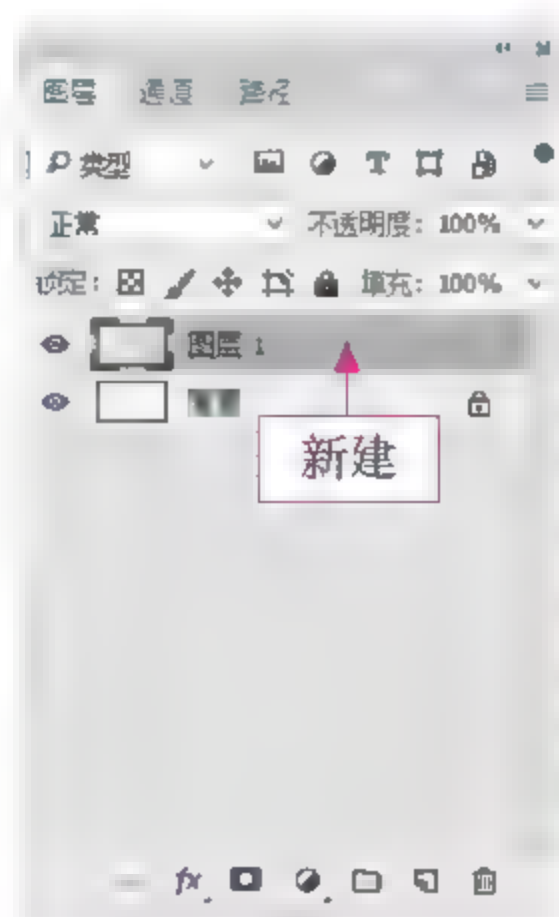 图层 通道 路径
类型
正常 不透明度: 100%
锁定: 填充: 100%
图层 1
新建
fx